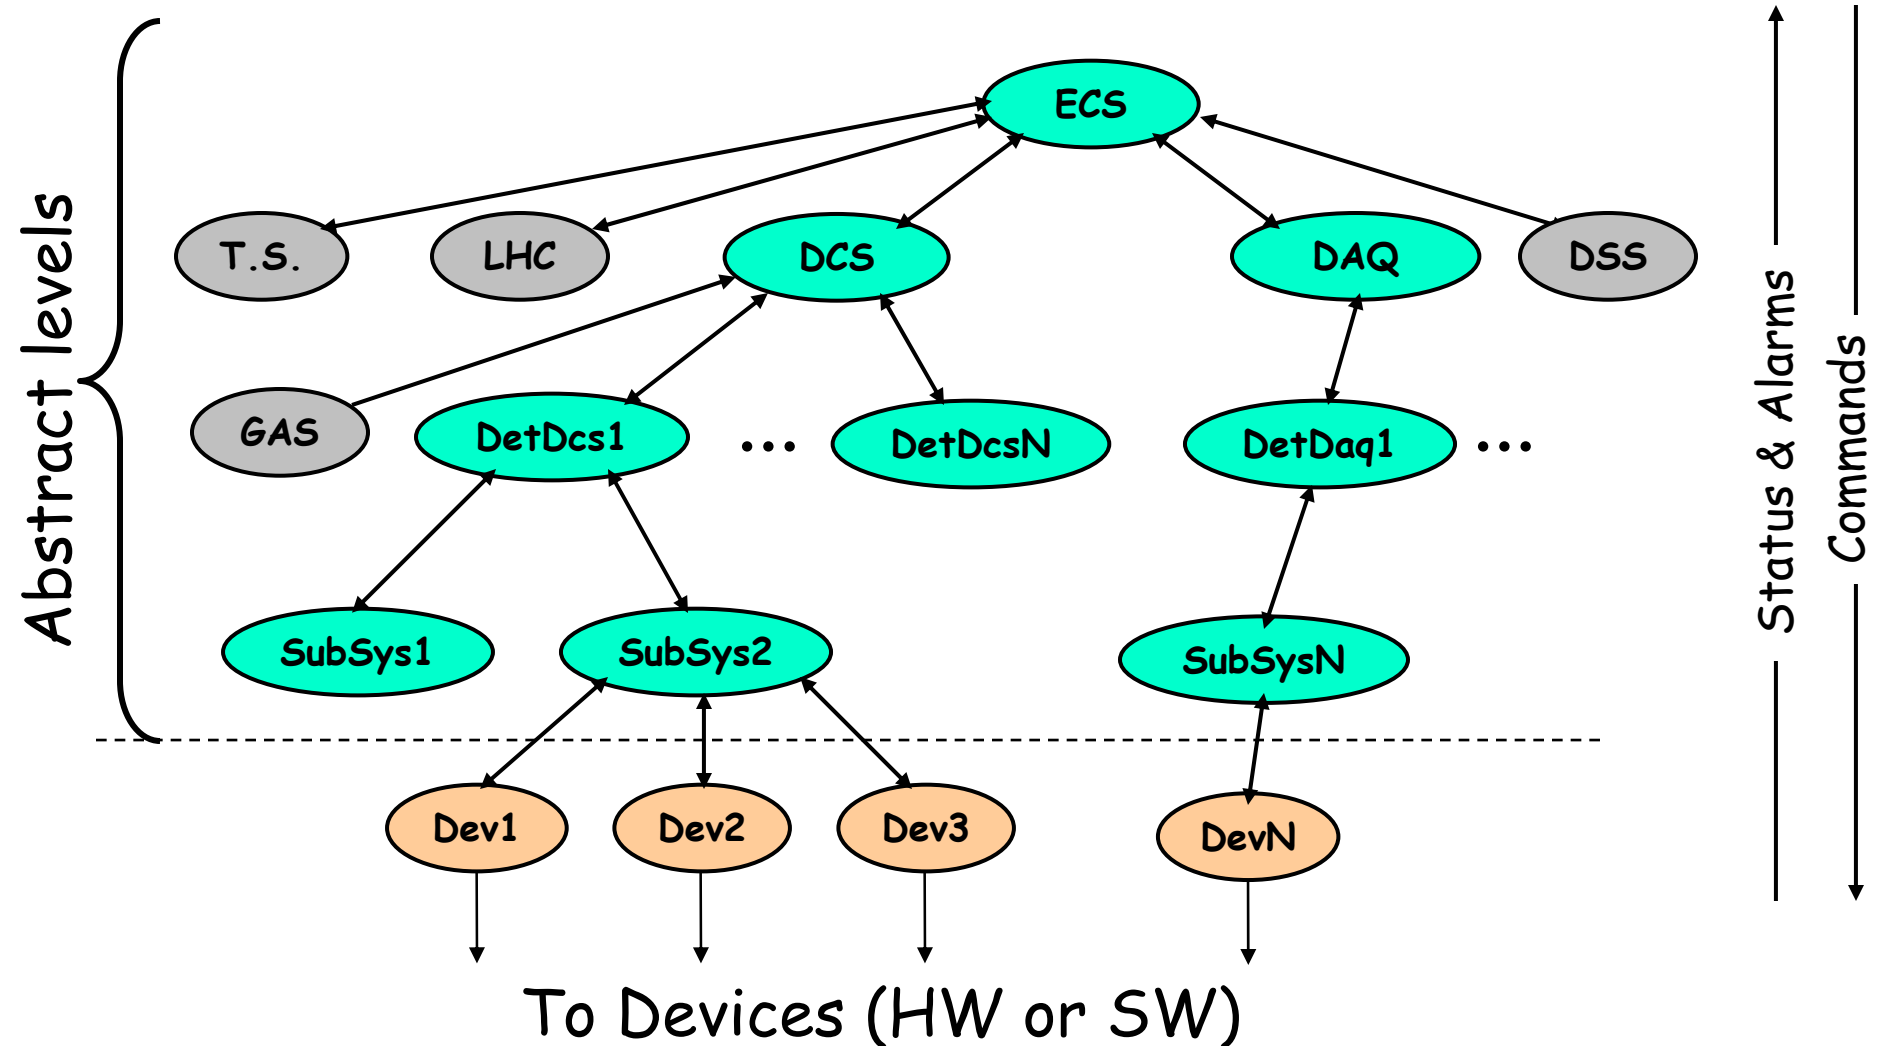 ECS
T.S.
LHC
DCS
DAQ
DSS
GAS
DetDcs1
...
DetDcsN
DetDaq1
...
SubSys1
SubSys2
SubSysN
Dev1
Dev2
Dev3
DevN
To Devices (HW or SW)
Abstract levels
Status & Alarms
Commands